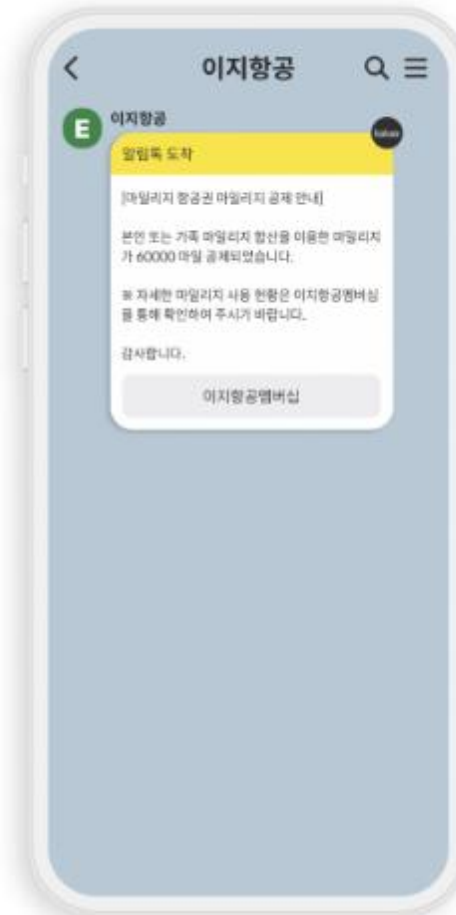 이지항공
E
이지항공
kakao
알림톡 도착
[마일리지 항공권 마일리지 공제 안내]
본인 또는 가족 마일리지 합산을 이용한 마일리지
가 60000 마일 공제되었습니다.
※ 자세한 마일리지 사용 현황은 이지항공멤버십
을 통해 확인하여 주시기 바랍니다.
감사합니다.
이지항공멤버십